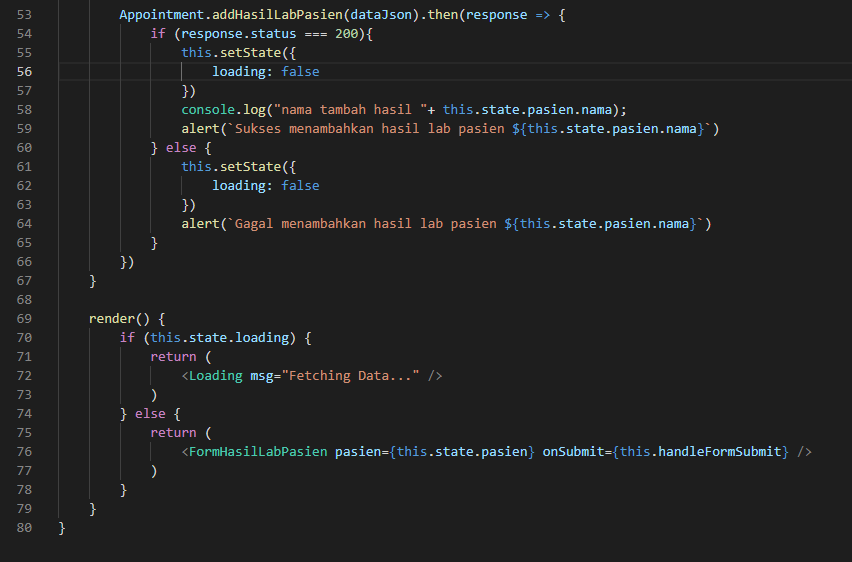 53 Appointment.addHasilLabPasien(dataJson).then(response => {
54 if (response.status === 200){
55 this.setState({
56 loading: false
57 })
58 console.log("nama tambah hasil "+ this.state.pasien.nama);
59 alert(`Sukses menambahkan hasil lab pasien ${this.state.pasien.nama}`)
60 } else {
61 this.setState({
62 loading: false
63 })
64 alert(`Gagal menambahkan hasil lab pasien ${this.state.pasien.nama}`)
65 }
66 })
67 }
68
69 render() {
70 if (this.state.loading) {
71 return (
72 <Loading msg="Fetching Data..." />
73 )
74 } else {
75 return (
76 <FormHasilLabPasien pasien={this.state.pasien} onSubmit={this.handleFormSubmit} />
77 )
78 }
79 }
80 }